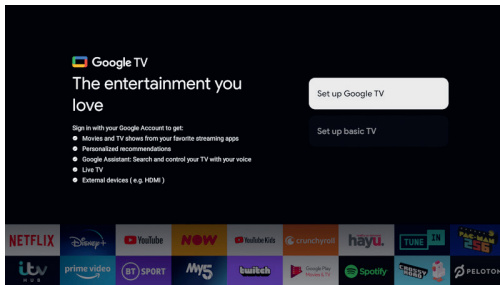 Google TV
The entertainment you
love
Sign in with your Google Account to get:
Movies and TV shows from your favorite streaming apps
Personalized recommendations
Google Assistant: Search and control your TV with your voice
Live TV
External devices ( e.g. HDMI )
Set up Google TV
Set up basic TV
NETFLIX
Disney+
YouTube
NOW
YouTube Kids
crunchyroll
hayu.
TUNE IN
PAC-MAN
256
itv
HUB
prime video
BT SPORT
My5
twitch
Google Play
Movies & TV
Spotify
CROSSY
ROAD
PELOTON